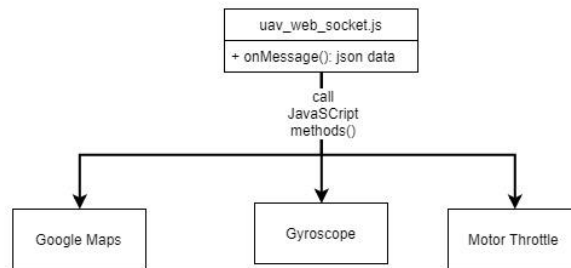 uav_web_socket.js
+ onMessage(): json data
call
JavaSCript
methods()
Google Maps
Gyroscope
Motor Throttle